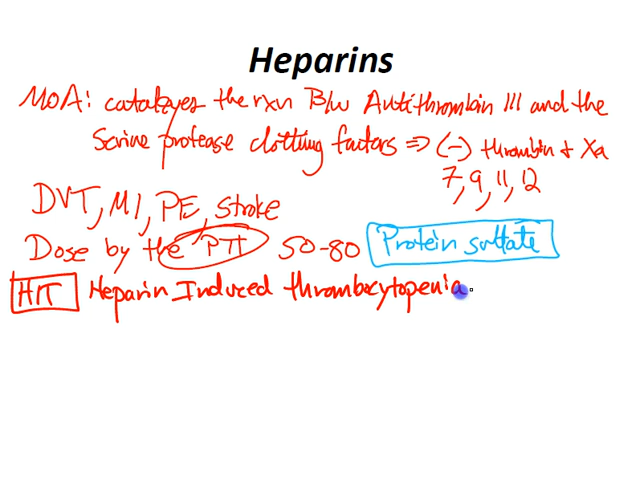 Heparins
MOA: catalyzes the rxn B/w Antithrombin III and the
Serine protease clotting factors ⇒ (-) thrombin + Xa
7, 9, 11, 12
DVT, MI, PE, Stroke
Dose by the PTT 50-80 Protein sulfate
HIT Heparin Induced thrombocytopenia.